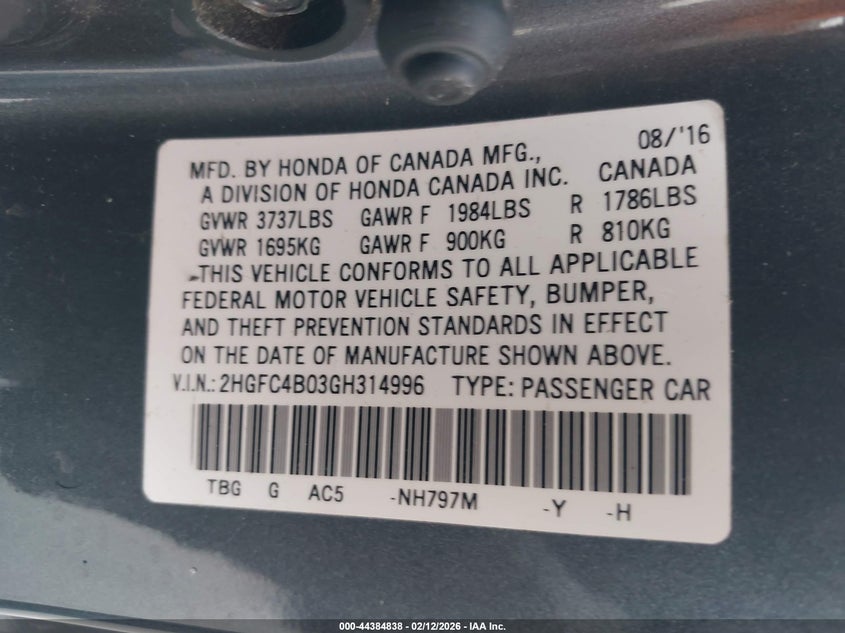 08/'16
MFD. BY HONDA OF CANADA MFG.,
A DIVISION OF HONDA CANADA INC. CANADA
GVWR 3737LBS GAWR F 1984LBS R 1786LBS
GVWR 1695KG GAWR F 900KG R 810KG
THIS VEHICLE CONFORMS TO ALL APPLICABLE
FEDERAL MOTOR VEHICLE SAFETY, BUMPER,
AND THEFT PREVENTION STANDARDS IN EFFECT
ON THE DATE OF MANUFACTURE SHOWN ABOVE.
V.I.N.: 2HGFC4B03GH314996 TYPE: PASSENGER CAR
TBG G AC5 -NH797M -Y -H
000-44384838 - 02/12/2026 - IAA Inc.